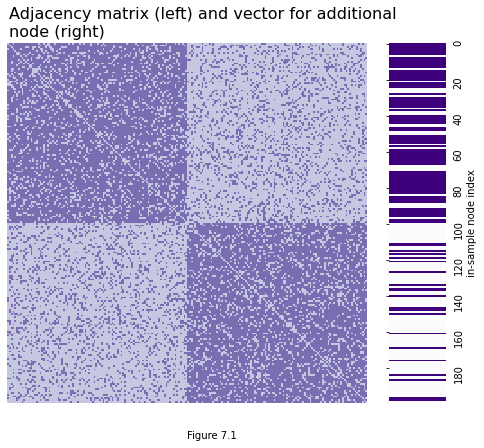 Adjacency matrix (left) and vector for additional
node (right)
0
20
40
60
80
100
120
140
160
180
in-sample node index
Figure 7.1